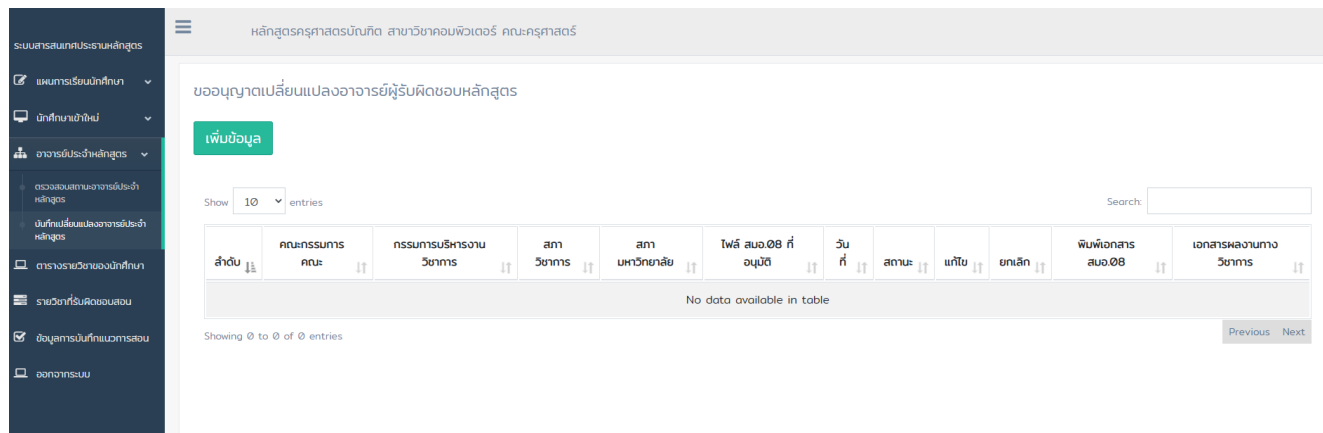 หลักสูตรครุศาสตรบัณฑิต สาขาวิชาคอมพิวเตอร์ คณะครุศาสตร์
ระบบสารสนเทศประธานหลักสูตร
แผนการเรียนนักศึกษา
นักศึกษาเข้าใหม่
อาจารย์ประจำหลักสูตร
ตรวจสอบสถานะอาจารย์ประจำ
หลักสูตร
บันทึกเปลี่ยนแปลงอาจารย์ประจำ
หลักสูตร
ตารางรายวิชาของนักศึกษา
รายวิชาที่รับผิดชอบสอน
ข้อมูลการบันทึกแนวการสอน
ออกจากระบบ
ขออนุญาตเปลี่ยนแปลงอาจารย์ผู้รับผิดชอบหลักสูตร
เพิ่มข้อมูล
Show 10 entries
Search:
ลำดับ
คณะกรรมการ
คณะ
กรรมการบริหารงาน
วิชาการ
สภา
วิชาการ
สภา
มหาวิทยาลัย
ไฟล์ สมอ.08 ที่
อนุมัติ
วัน
ที่
สถานะ
แก้ไข
ยกเลิก
พิมพ์เอกสาร
สมอ.08
เอกสารผลงานทาง
วิชาการ
No data available in table
Showing 0 to 0 of 0 entries
Previous Next